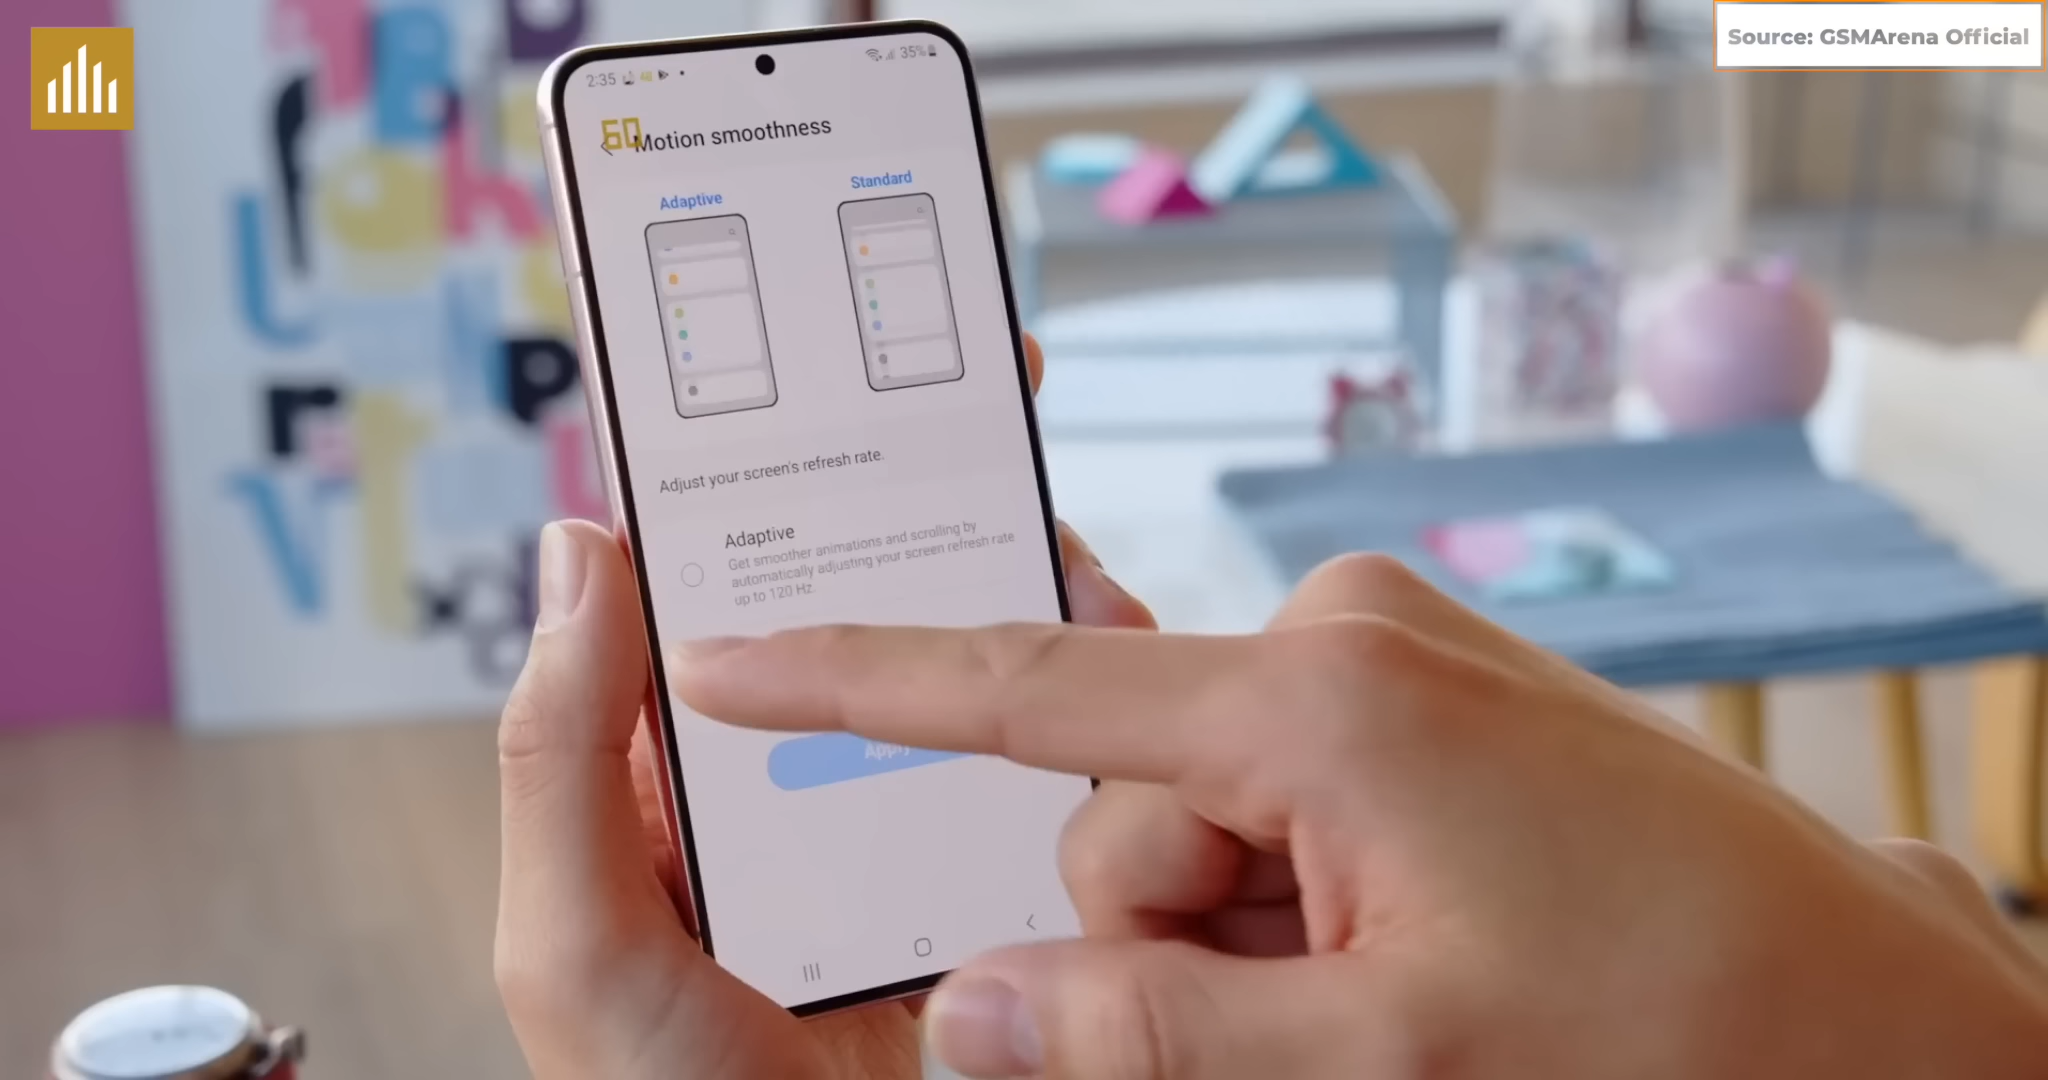 Source: GSMArena Official
2:35
35%
60
Motion smoothness
Adaptive
Standard
Adjust your screen's refresh rate.
Adaptive
Get smoother animations and scrolling by
automatically adjusting your screen refresh rate
up to 120 Hz.
Apply